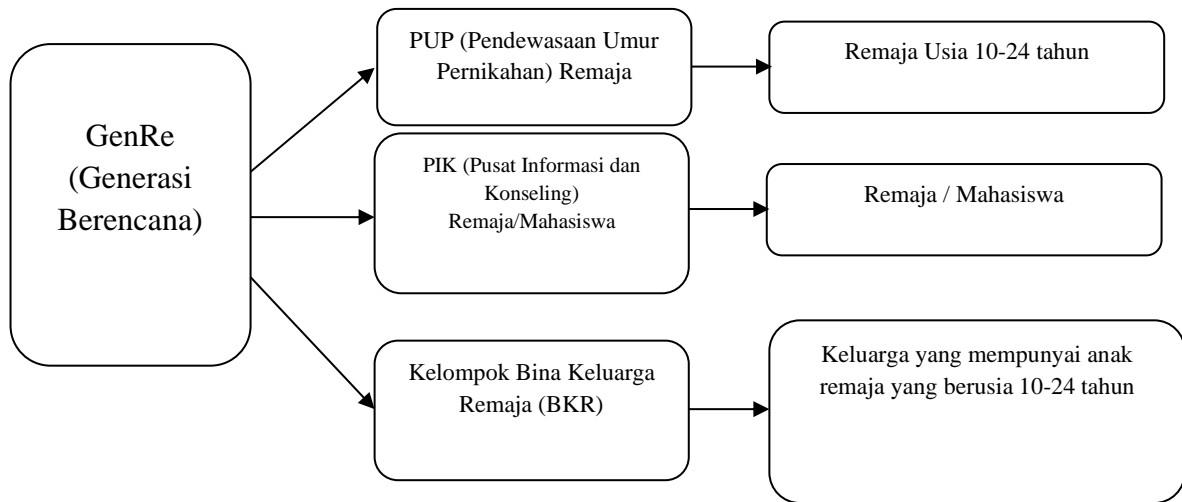 GenRe
(Generasi
Berencana)
PUP (Pendewasaan Umur
Pernikahan) Remaja
Remaja Usia 10-24 tahun
PIK (Pusat Informasi dan
Konseling)
Remaja/Mahasiswa
Remaja / Mahasiswa
Kelompok Bina Keluarga
Remaja (BKR)
Keluarga yang mempunyai anak
remaja yang berusia 10-24 tahun